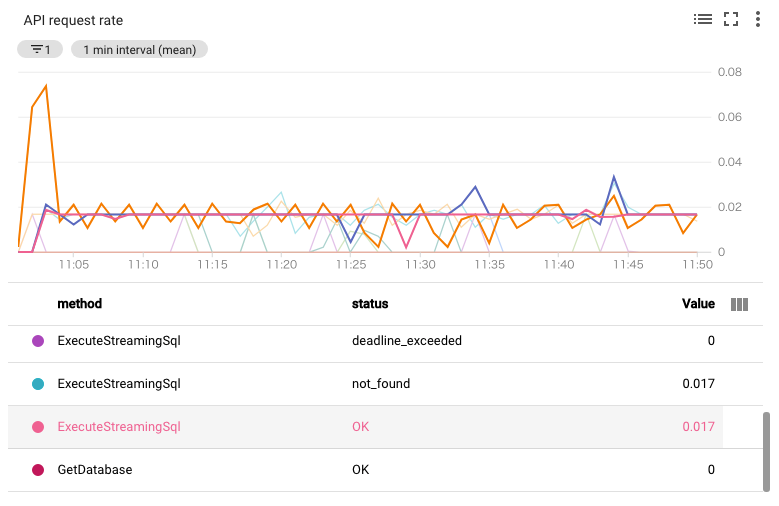 API request rate
1 1 min interval (mean)
0.08
0.06
0.04
0.02
0
11:05 11:10 11:15 11:20 11:25 11:30 11:35 11:40 11:45 11:50
method status Value
ExecuteStreamingSql deadline_exceeded 0
ExecuteStreamingSql not_found 0.017
ExecuteStreamingSql OK 0.017
GetDatabase OK 0